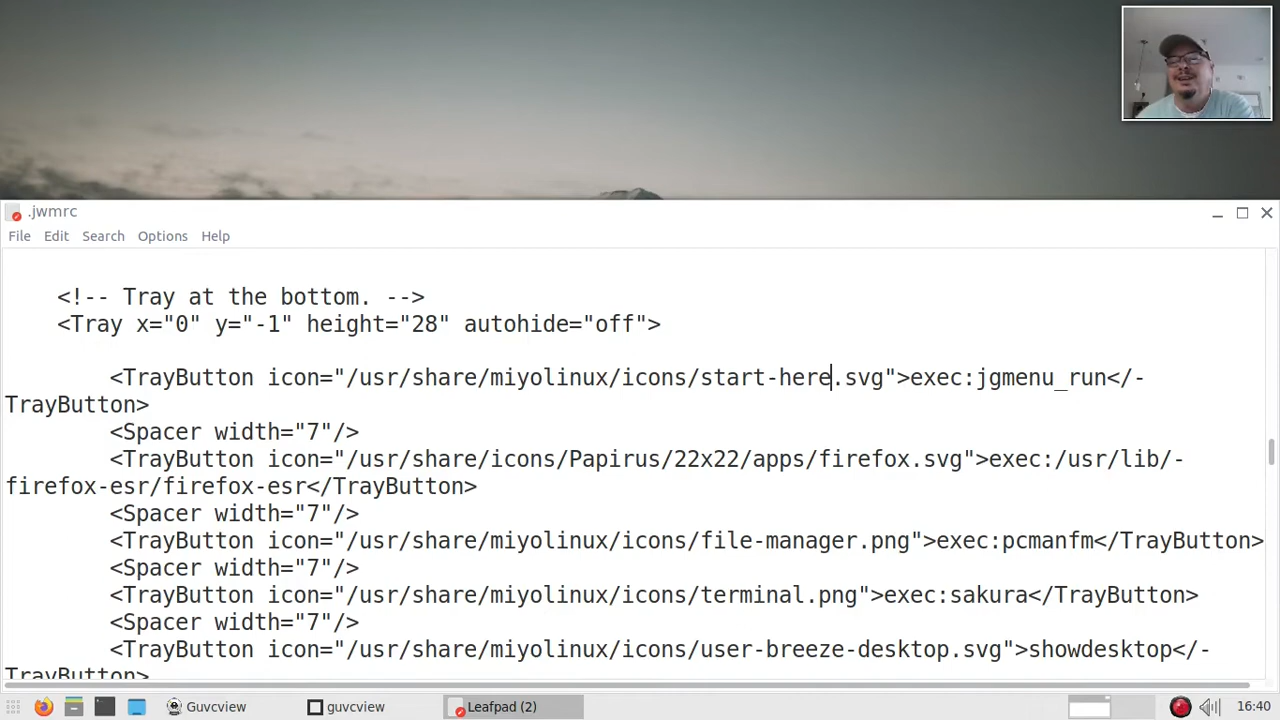 .jwmrc
File Edit Search Options Help
<!-- Tray at the bottom. -->
<Tray x="0" y="-1" height="28" autohide="off">
<TrayButton icon="/usr/share/miyolinux/icons/start-here.svg">exec:jgmenu_run</-
TrayButton>
<Spacer width="7"/>
<TrayButton icon="/usr/share/icons/Papirus/22x22/apps/firefox.svg">exec:/usr/lib/-
firefox-esr/firefox-esr</TrayButton>
<Spacer width="7"/>
<TrayButton icon="/usr/share/miyolinux/icons/file-manager.png">exec:pcmanfm</TrayButton>
<Spacer width="7"/>
<TrayButton icon="/usr/share/miyolinux/icons/terminal.png">exec:sakura</TrayButton>
<Spacer width="7"/>
<TrayButton icon="/usr/share/miyolinux/icons/user-breeze-desktop.svg">showdesktop</-
TrayButton>
Guvcview guvcview Leafpad (2) 16:40